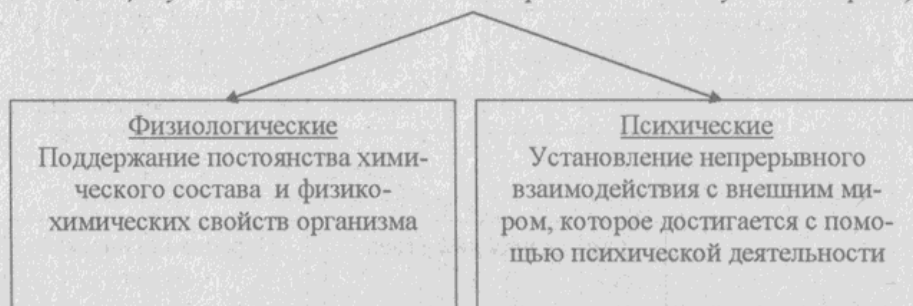 Физиологические
Поддержание постоянства хими-
ческого состава и физико-
химических свойств организма
Психические
Установление непрерывного
взаимодействия с внешним ми-
ром, которое достигается с помо-
щью психической деятельности